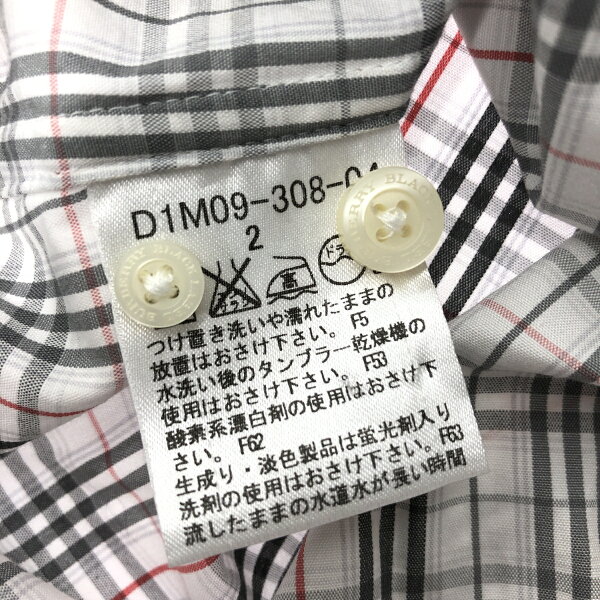 D1M09-308-04
2
高
ドラ
つけ置き洗いや濡れたままの
放置はおさけ下さい。F5
水洗い後のタンブラー乾燥機の
使用はおさけ下さい。F53
酸素系漂白剤の使用はおさけ下
さい。F62
生成り・淡色製品は蛍光剤入り
洗剤の使用はおさけ下さい。F63
流したままの水道水が長い時間
BLACK LABEL